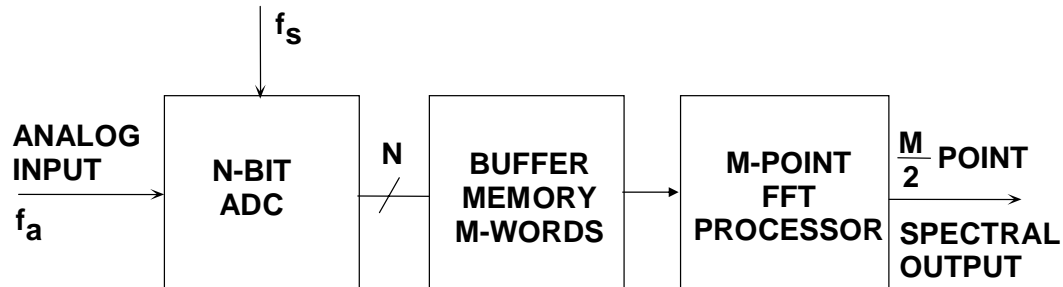 fs
ANALOG
INPUT
fa
N-BIT
ADC
N
BUFFER
MEMORY
M-WORDS
M-POINT
FFT
PROCESSOR
M
2
POINT
SPECTRAL
OUTPUT